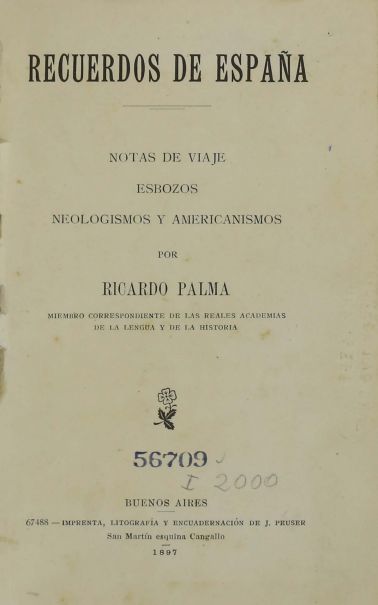 RECUERDOS DE ESPAÑA
NOTAS DE VIAJE
ESBOZOS
NEOLOGISMOS Y AMERICANISMOS
POR
RICARDO PALMA
MIEMBRO CORRESPONDIENTE DE LAS REALES ACADEMIAS
DE LA LENGUA Y DE LA HISTORIA
56709
I 2000
BUENOS AIRES
67488 — IMPRENTA, LITOGRAFÍA Y ENCUADERNACIÓN DE J. PEUSER
San Martín esquina Cangallo
1897